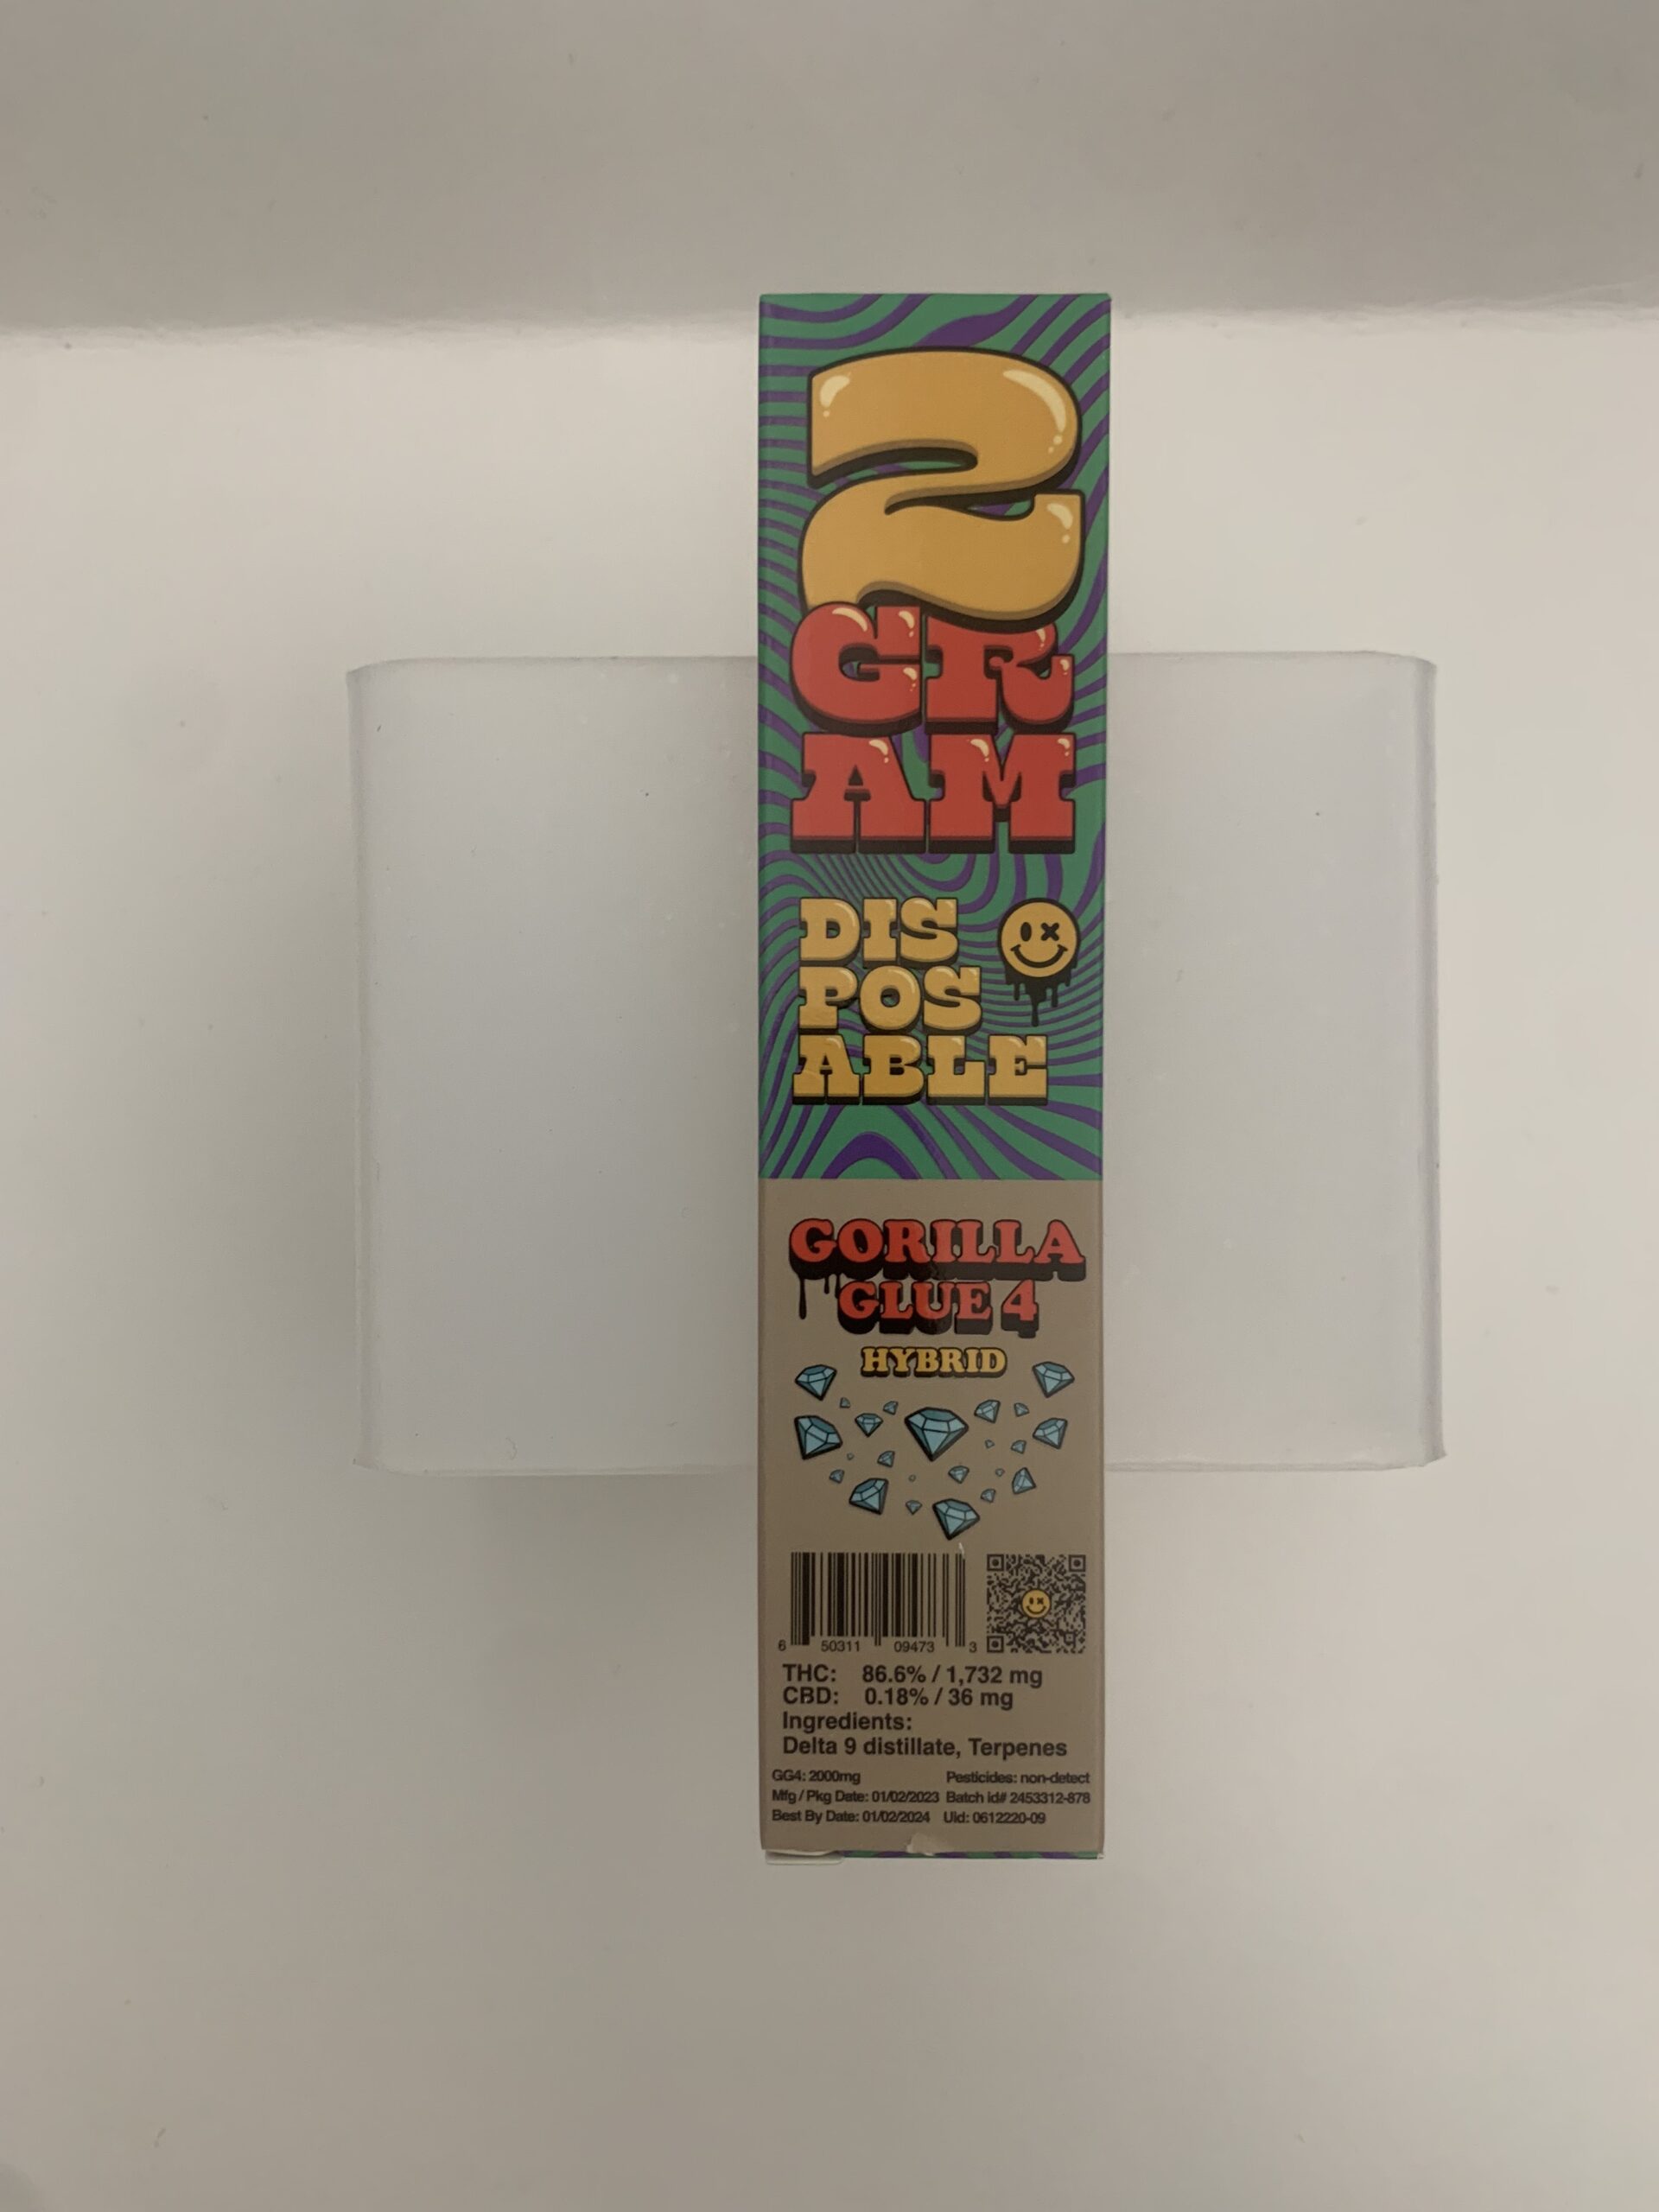 2
GR
AM
DIS
POS
ABLE
GORILLA
GLUE 4
HYBRID
6 50311 09473 3
THC: 86.6% / 1,732 mg
CBD: 0.18% / 36 mg
Ingredients:
Delta 9 distillate, Terpenes
GG4: 2000mg Pesticides: non-detect
Mfg / Pkg Date: 01/02/2023 Batch id# 2453312-878
Best By Date: 01/02/2024 Uid: 0612220-09